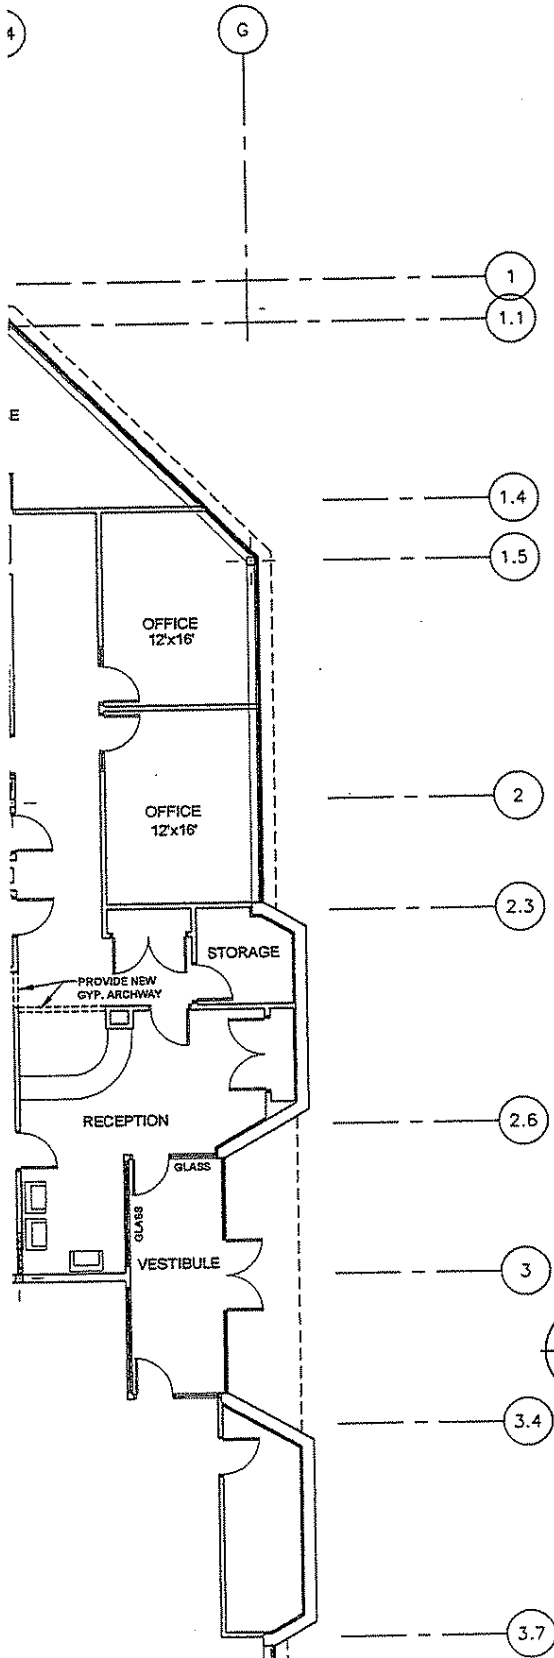 4
G
1
1.1
E
1.4
1.5
OFFICE
12'x16'
2
OFFICE
12'x16'
2.3
STORAGE
PROVIDE NEW
GYP. ARCHWAY
RECEPTION
2.6
GLASS
GLASS
VESTIBULE
3
3.4
3.7